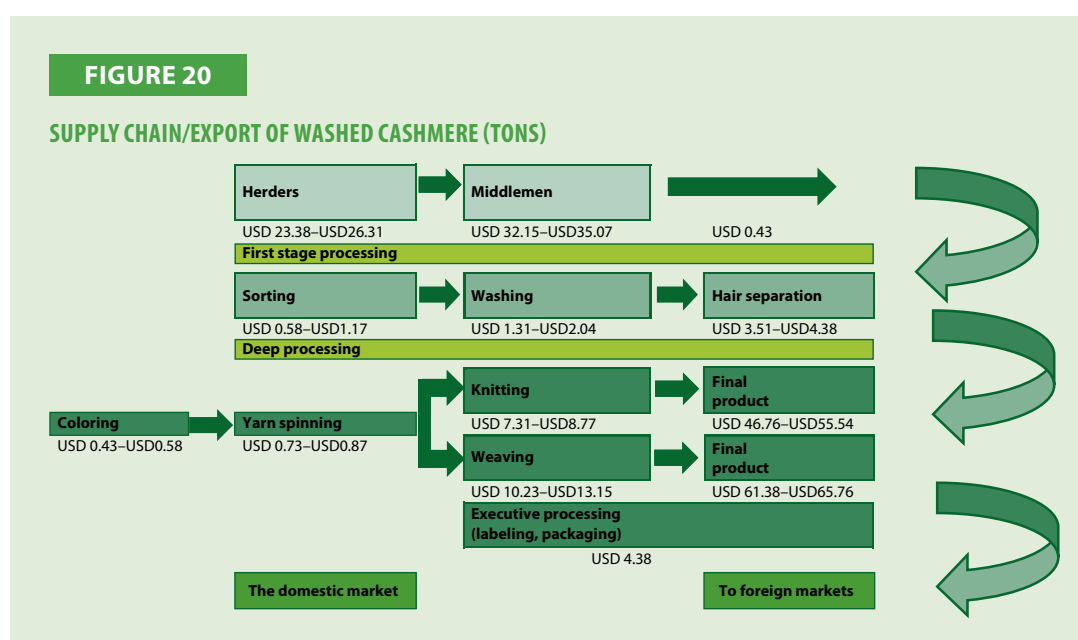 FIGURE 20
SUPPLY CHAIN/EXPORT OF WASHED CASHMERE (TONS)
Herders
Middlemen
USD 23.38–USD26.31
USD 32.15–USD35.07
USD 0.43
First stage processing
Sorting
Washing
Hair separation
USD 0.58–USD1.17
USD 1.31–USD2.04
USD 3.51–USD4.38
Deep processing
Knitting
Final
product
USD 7.31–USD8.77
USD 46.76–USD55.54
Coloring
Yarn spinning
USD 0.43–USD0.58
USD 0.73–USD0.87
Weaving
Final
product
USD 10.23–USD13.15
USD 61.38–USD65.76
Executive processing
(labeling, packaging)
USD 4.38
The domestic market
To foreign markets